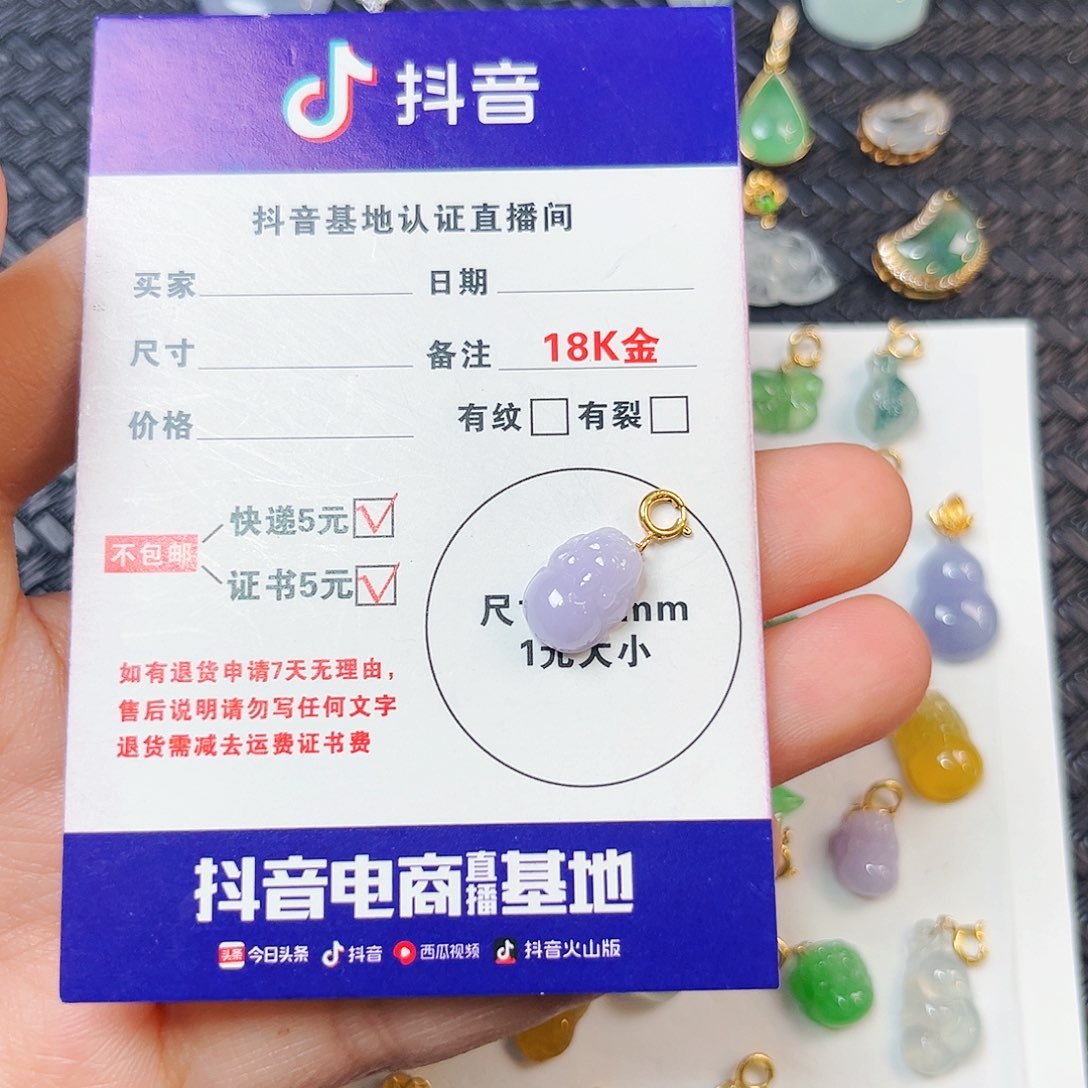 抖音
抖音基地认证直播间
买家 日期
尺寸 备注 18K金
价格 有纹 有裂
不包邮
快递5元
证书5元
尺 mm
1元大小
如有退货申请7天无理由，
售后说明请勿写任何文字
退货需减去运费证书费
抖音电商直播基地
头条 今日头条 抖音 西瓜视频 抖音火山版